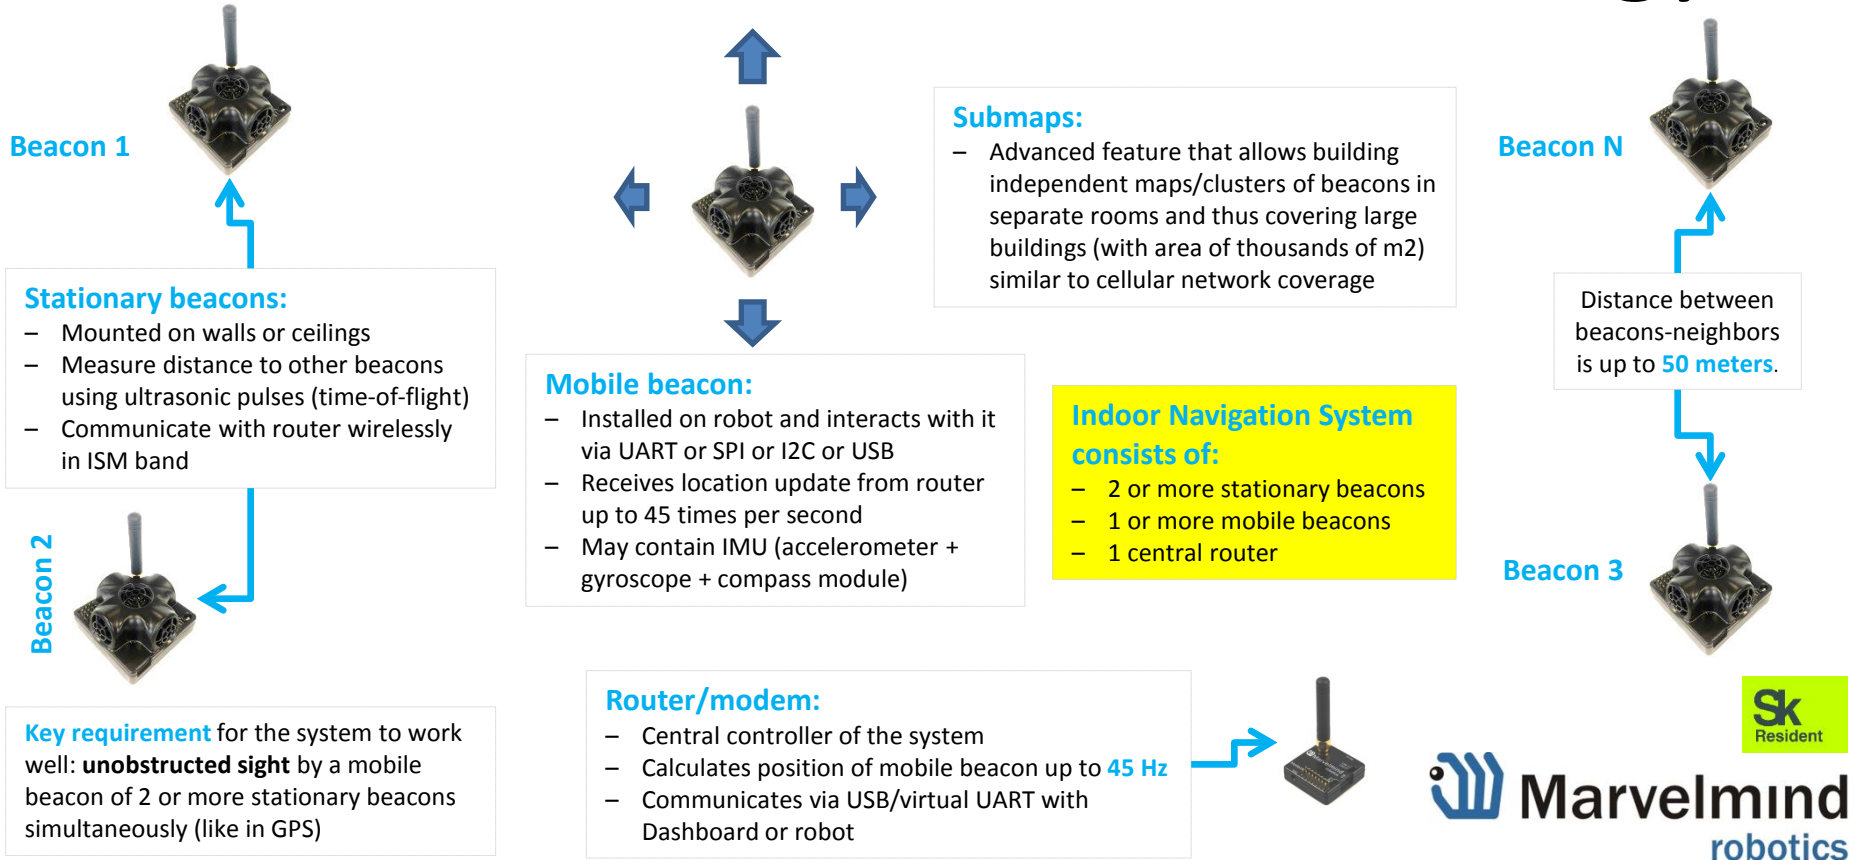 Beacon 1
Submaps:
– Advanced feature that allows building
independent maps/clusters of beacons in
separate rooms and thus covering large
buildings (with area of thousands of m2)
similar to cellular network coverage
Beacon N
Stationary beacons:
– Mounted on walls or ceilings
– Measure distance to other beacons
using ultrasonic pulses (time-of-flight)
– Communicate with router wirelessly
in ISM band
Distance between
beacons-neighbors
is up to 50 meters.
Mobile beacon:
– Installed on robot and interacts with it
via UART or SPI or I2C or USB
– Receives location update from router
up to 45 times per second
– May contain IMU (accelerometer +
gyroscope + compass module)
Indoor Navigation System
consists of:
– 2 or more stationary beacons
– 1 or more mobile beacons
– 1 central router
Beacon 2
Beacon 3
Key requirement for the system to work
well: unobstructed sight by a mobile
beacon of 2 or more stationary beacons
simultaneously (like in GPS)
Router/modem:
– Central controller of the system
– Calculates position of mobile beacon up to 45 Hz
– Communicates via USB/virtual UART with
Dashboard or robot
Sk
Resident
Marvelmind
robotics